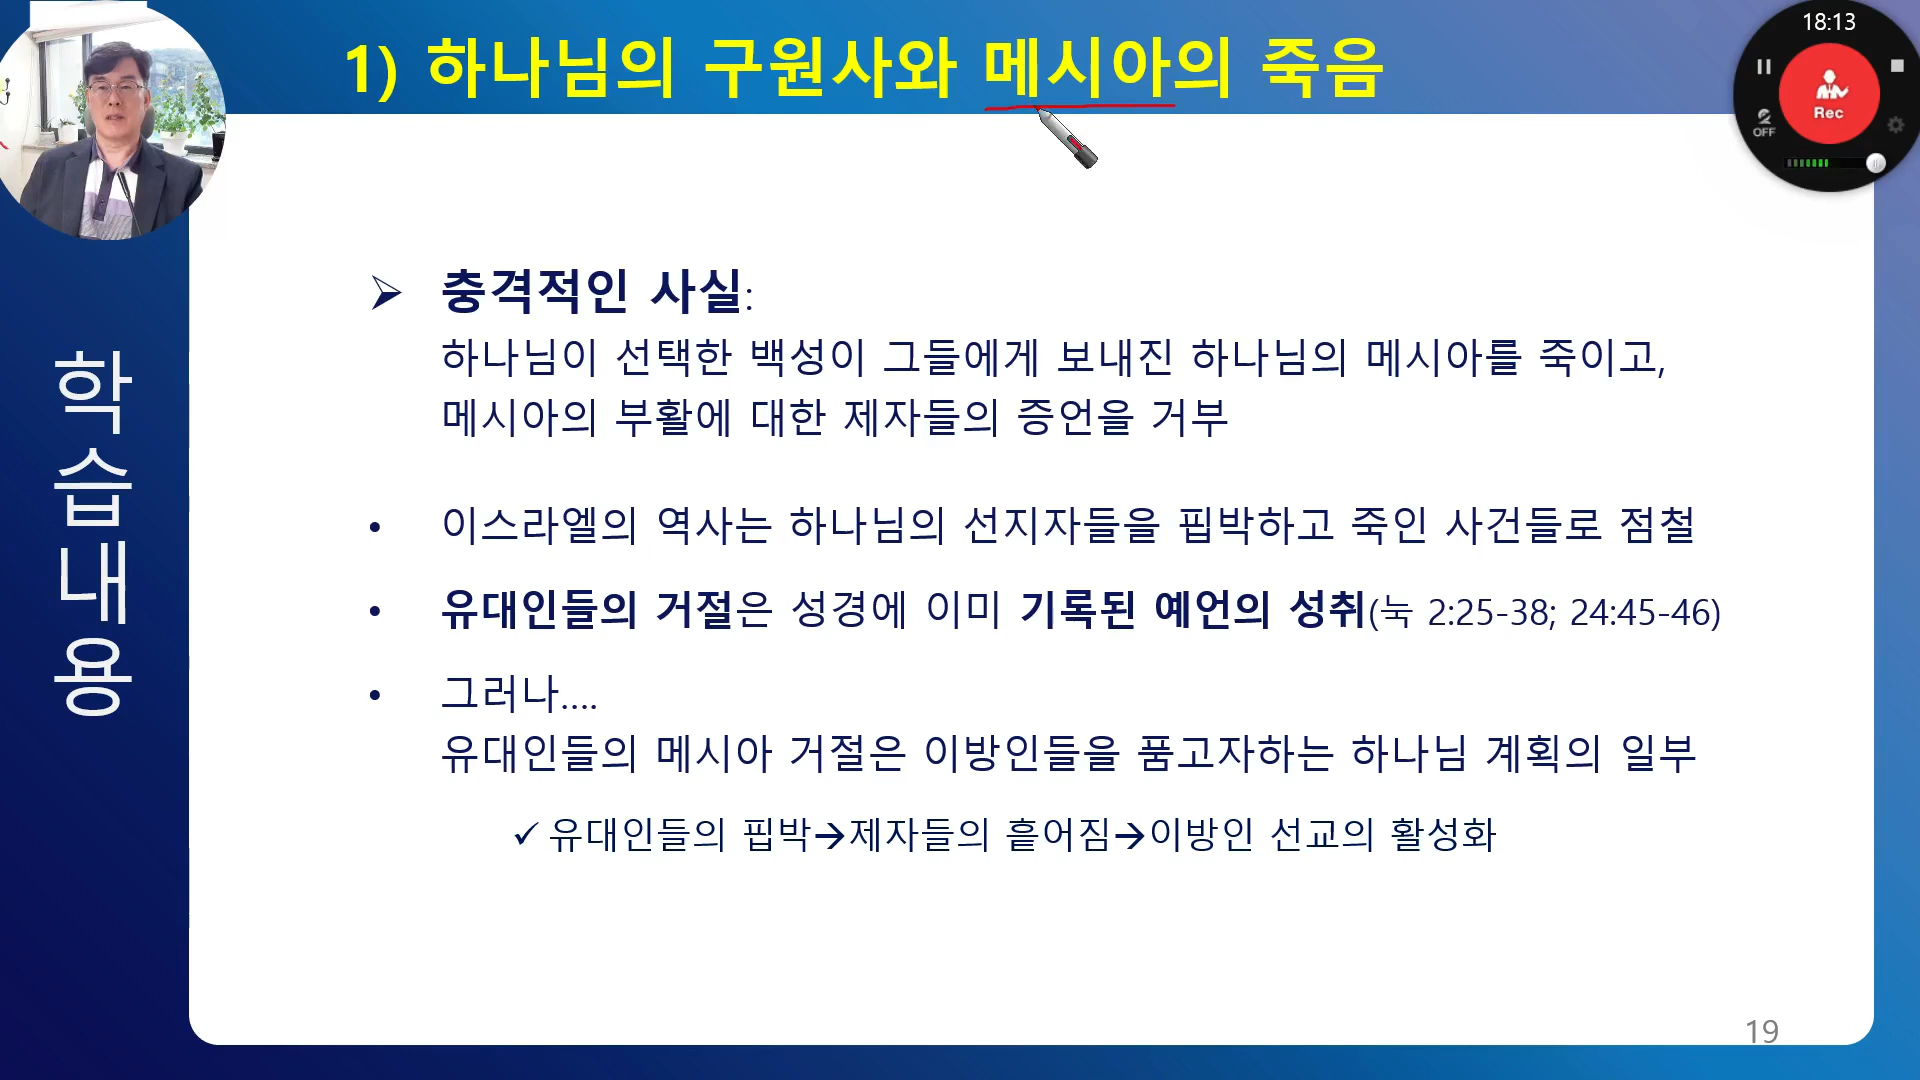 1) 하나님의 구원사와 메시아의 죽음
18:13
Rec
OFF
학습내용
충격적인 사실:
하나님이 선택한 백성이 그들에게 보내진 하나님의 메시아를 죽이고,
메시아의 부활에 대한 제자들의 증언을 거부
• 이스라엘의 역사는 하나님의 선지자들을 핍박하고 죽인 사건들로 점철
• 유대인들의 거절은 성경에 이미 기록된 예언의 성취(눅 2:25-38; 24:45-46)
• 그러나....
유대인들의 메시아 거절은 이방인들을 품고자하는 하나님 계획의 일부
✓ 유대인들의 핍박→제자들의 흩어짐→이방인 선교의 활성화
19